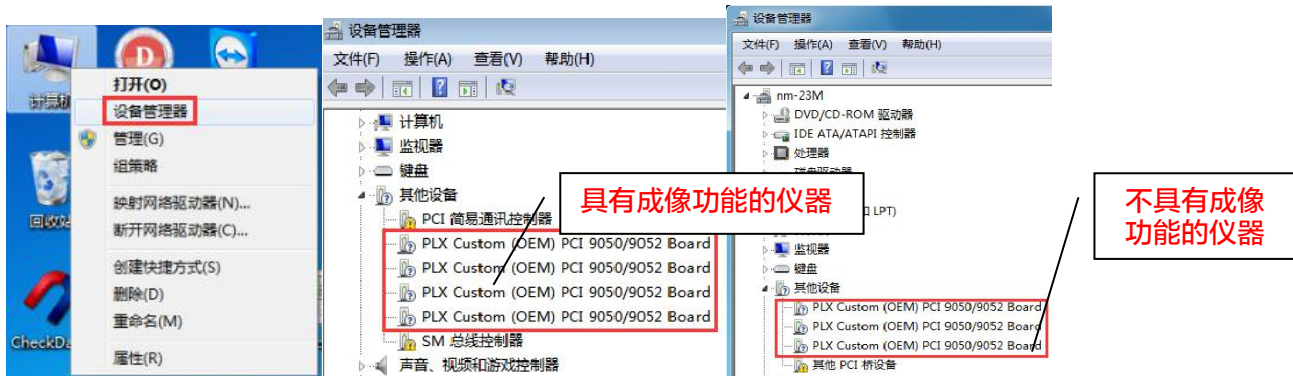 D
计算机
打开(O)
设备管理器
管理(G)
组策略
映射网络驱动器(N)...
断开网络驱动器(C)...
创建快捷方式(S)
删除(D)
重命名(M)
属性(R)
回收站
设备管理器
文件(F) 操作(A) 查看(V) 帮助(H)
计算机
监视器
键盘
其他设备
PCI 简易通讯控制器
PLX Custom (OEM) PCI 9050/9052 Board
PLX Custom (OEM) PCI 9050/9052 Board
PLX Custom (OEM) PCI 9050/9052 Board
PLX Custom (OEM) PCI 9050/9052 Board
SM 总线控制器
声音、视频和游戏控制器
具有成像功能的仪器
设备管理器
文件(F) 操作(A) 查看(V) 帮助(H)
nm-23M
DVD/CD-ROM 驱动器
IDE ATA/ATAPI 控制器
处理器
磁盘驱动器
LPT)
监视器
键盘
其他设备
PLX Custom (OEM) PCI 9050/9052 Board
PLX Custom (OEM) PCI 9050/9052 Board
PLX Custom (OEM) PCI 9050/9052 Board
其他 PCI 桥设备
不具有成像
功能的仪器